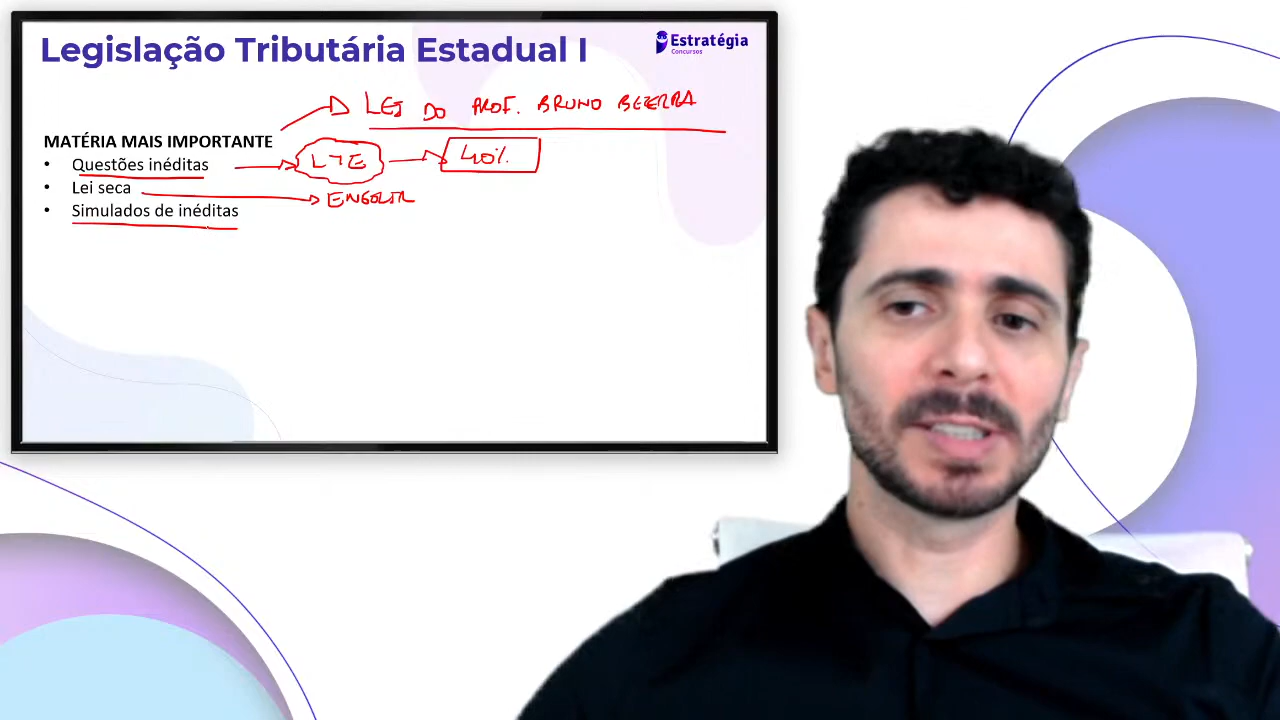 Legislação Tributária Estadual I
Estratégia
Concursos
LEI DO PROF. BRUNO BEZERRA
MATÉRIA MAIS IMPORTANTE
• Questões inéditas
LTE
40%
• Lei seca
ENGOLIR
• Simulados de inéditas